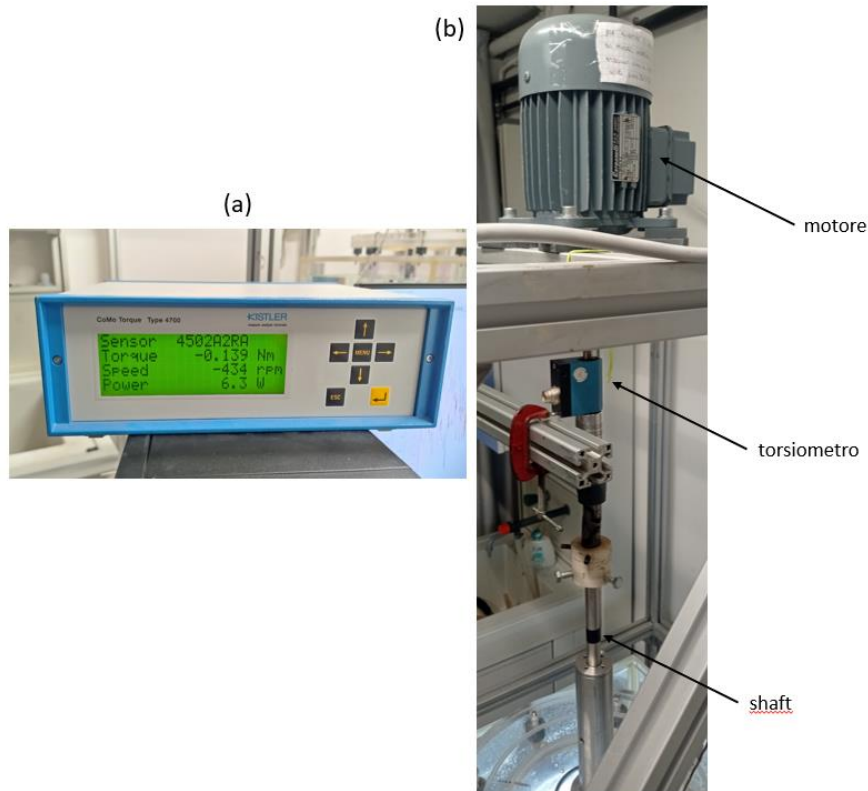 (a)
CoMo Torque Type 4700
KISTLER
Sensor 4502A2RA
Torque -0.139 Nm
Speed -434 rpm
Power 6.3 W
MENU
ESC
(b)
motore
torsiometro
shaft